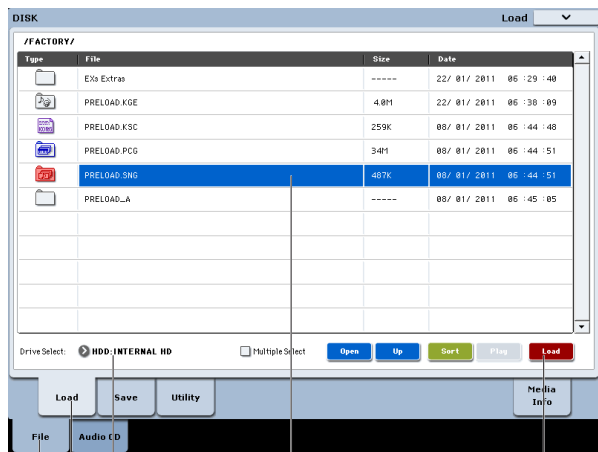 DISK Load
/FACTORY/
Type File Size Date
EXs Extras ----- 22/ 01/ 2011 06 :29 :40
PRELOAD.KGE 4.0M 22/ 01/ 2011 06 :38 :09
PRELOAD.KSC 259K 08/ 01/ 2011 06 :44 :48
PRELOAD.PCG 34M 08/ 01/ 2011 06 :44 :51
PRELOAD.SNG 487K 08/ 01/ 2011 06 :44 :51
PRELOAD_A ----- 08/ 01/ 2011 06 :45 :05
Drive Select: HDD:INTERNAL HD Multiple Select Open Up Sort Play Load
Load Save Utility Media Info
File Audio CD